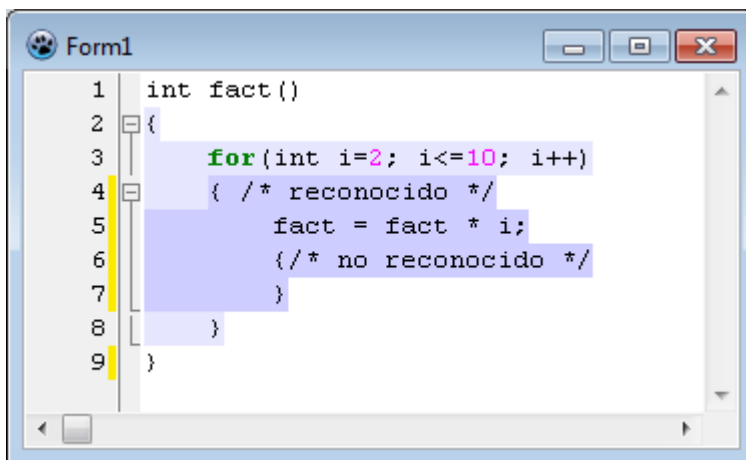 Form1
1 int fact()
2 {
3 for(int i=2; i<=10; i++)
4 { /* reconocido */
5 fact = fact * i;
6 {/* no reconocido */
7 }
8 }
9 }